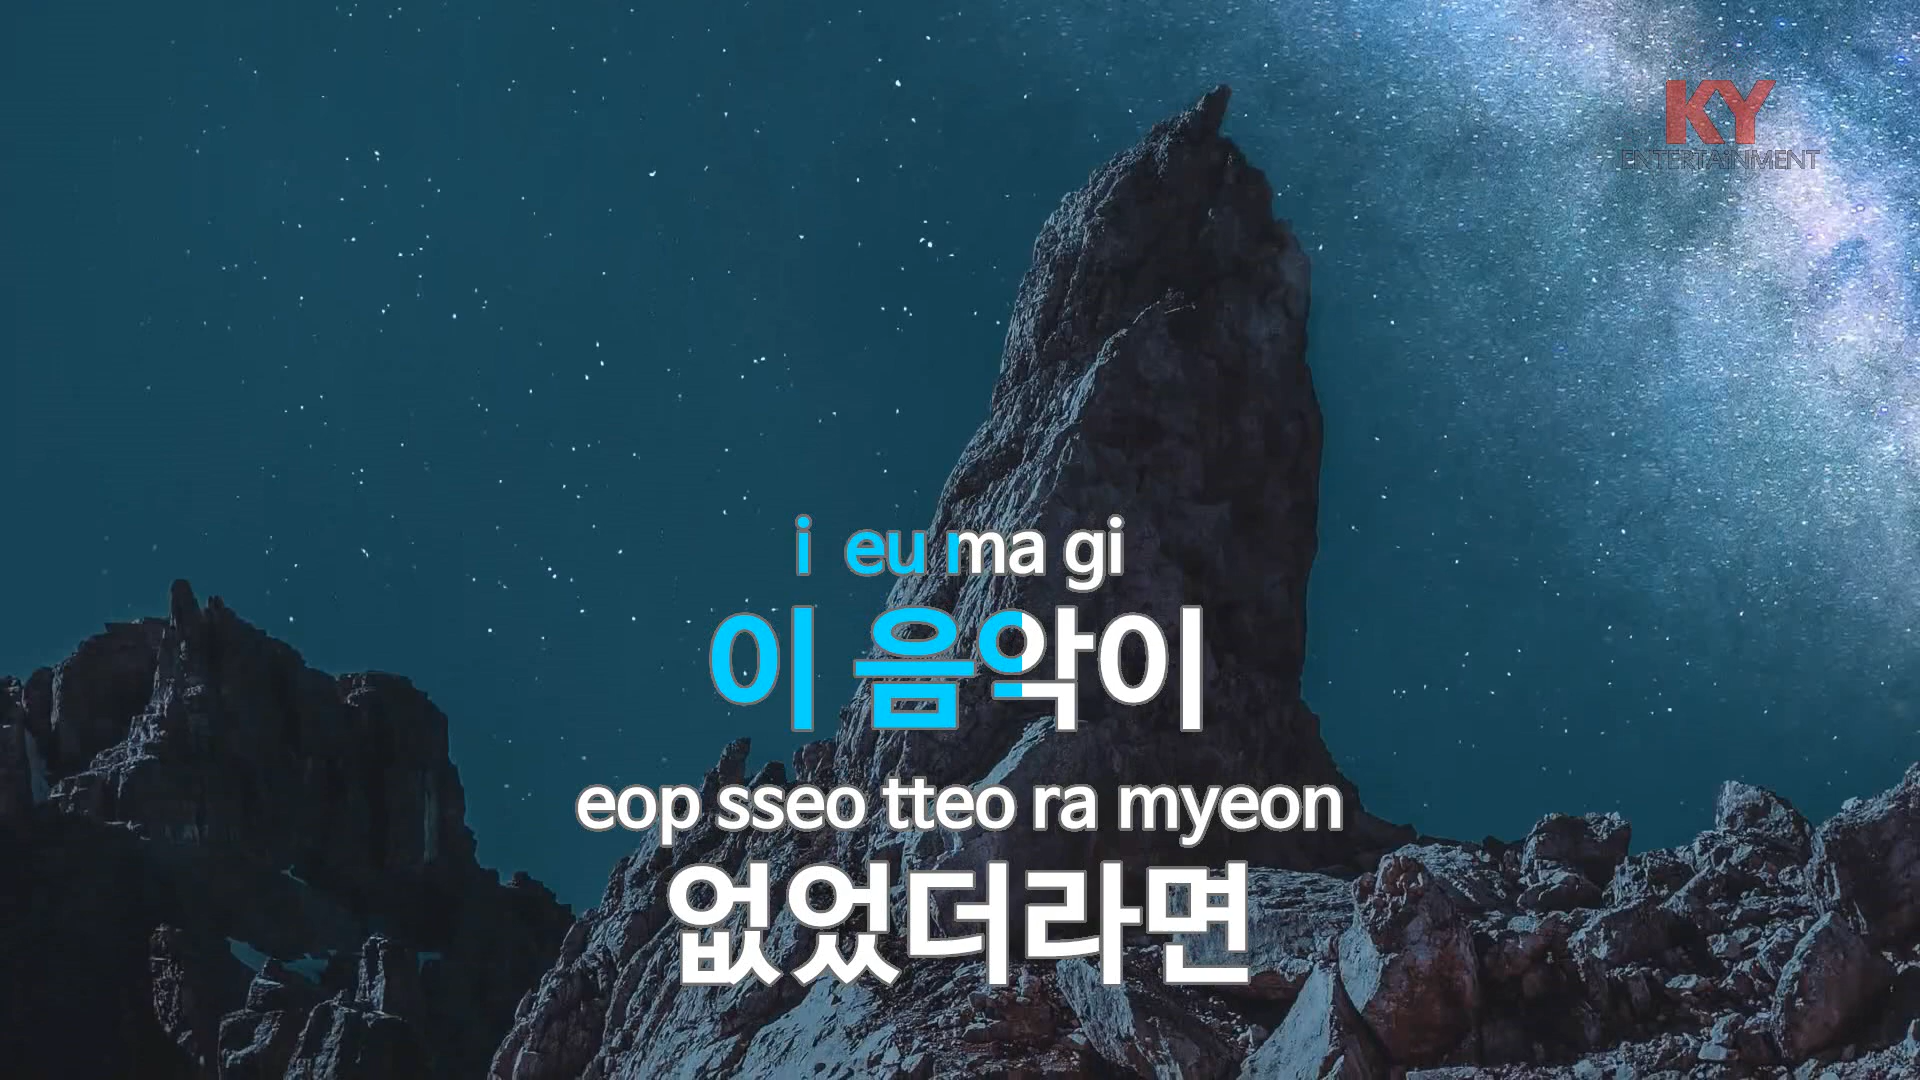 KY
ENTERTAINMENT
i eu ma gi
이 음악이
eop sseo tteo ra myeon
없었더라면